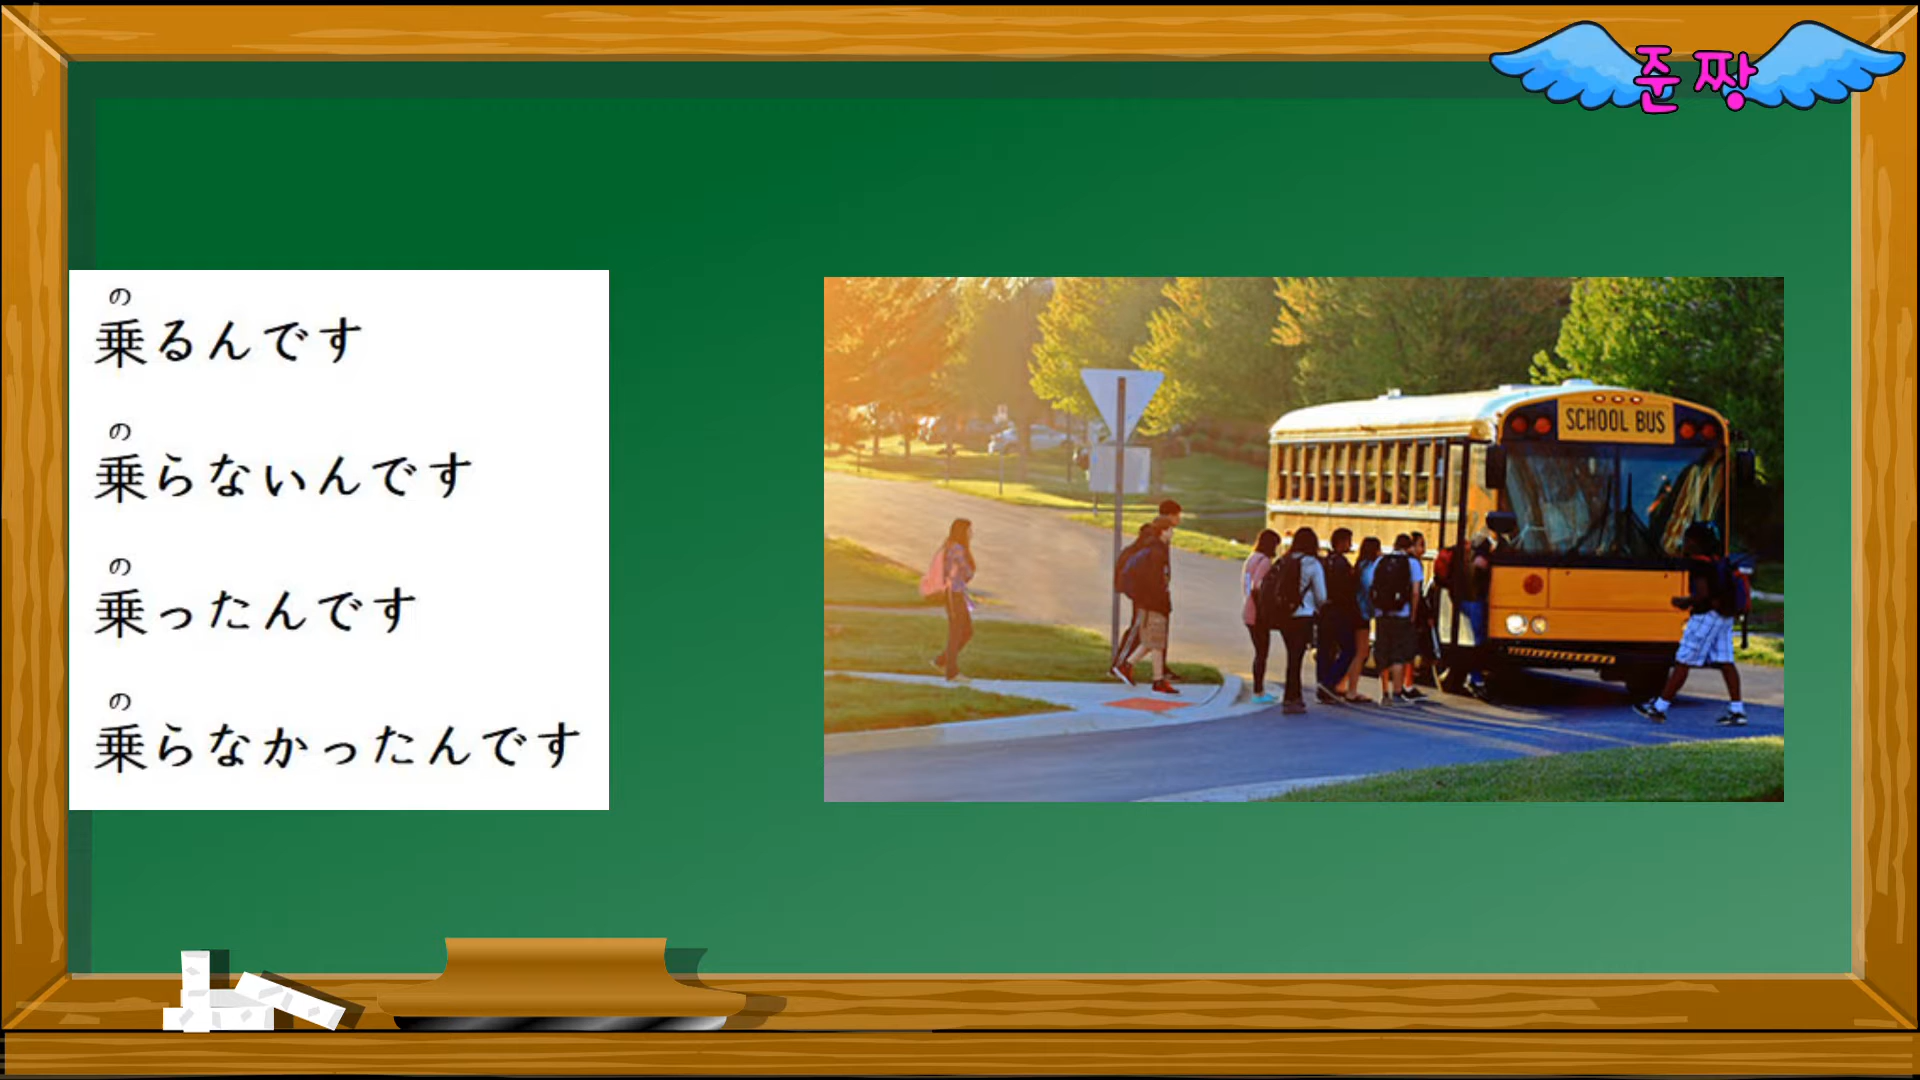 준 짱
の
乗るんです
の
乗らないんです
の
乗ったんです
の
乗らなかったんです
SCHOOL BUS